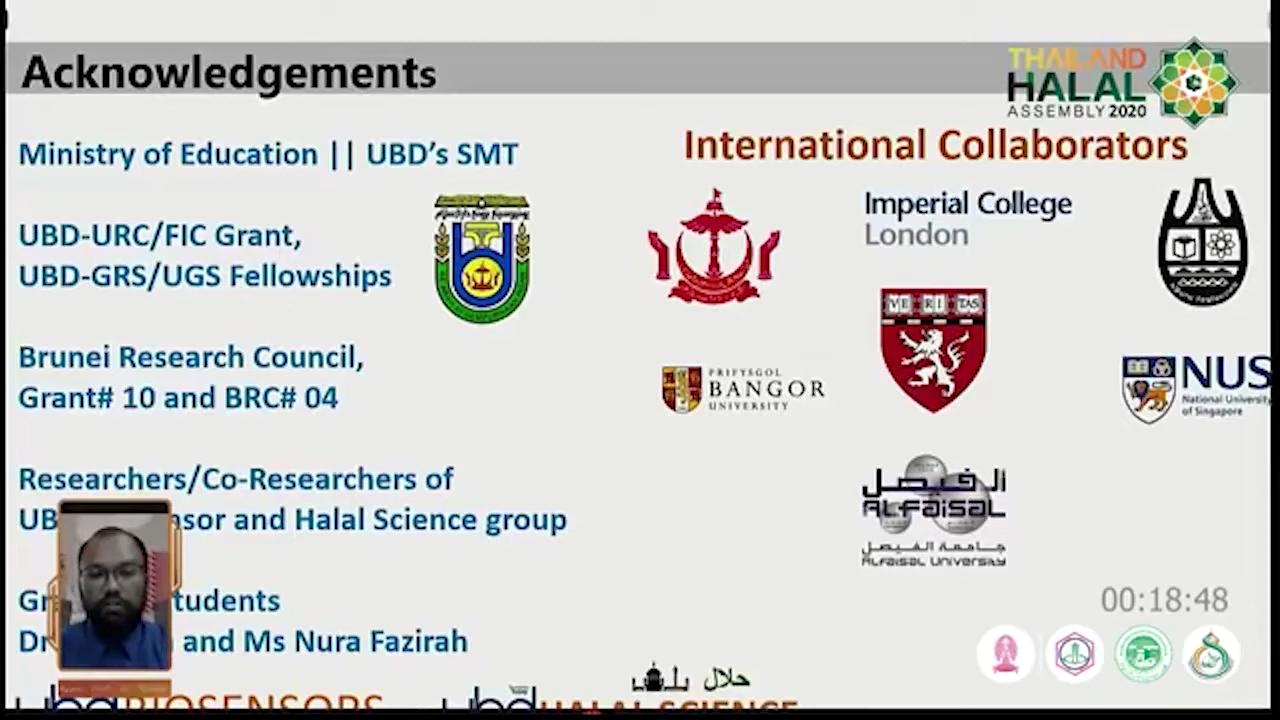 Acknowledgements
THAILAND
HALAL
ASSEMBLY 2020
Ministry of Education || UBD's SMT
UBD-URC/FIC Grant,
UBD-GRS/UGS Fellowships
Brunei Research Council,
Grant# 10 and BRC# 04
Researchers/Co-Researchers of
and Halal Science group
tudents
and Ms Nura Fazirah
International Collaborators
Imperial College
London
VE RI TAS
PRIFYSGOL
BANGOR
UNIVERSITY
NUS
National University
of Singapore
الفيصل
ALFAISAL
جامعة الفيصل
ALFAISAL UNIVERSITY
00:18:48
حلال
ubdBIOSENSORS
ubdHALAL SCIENCE